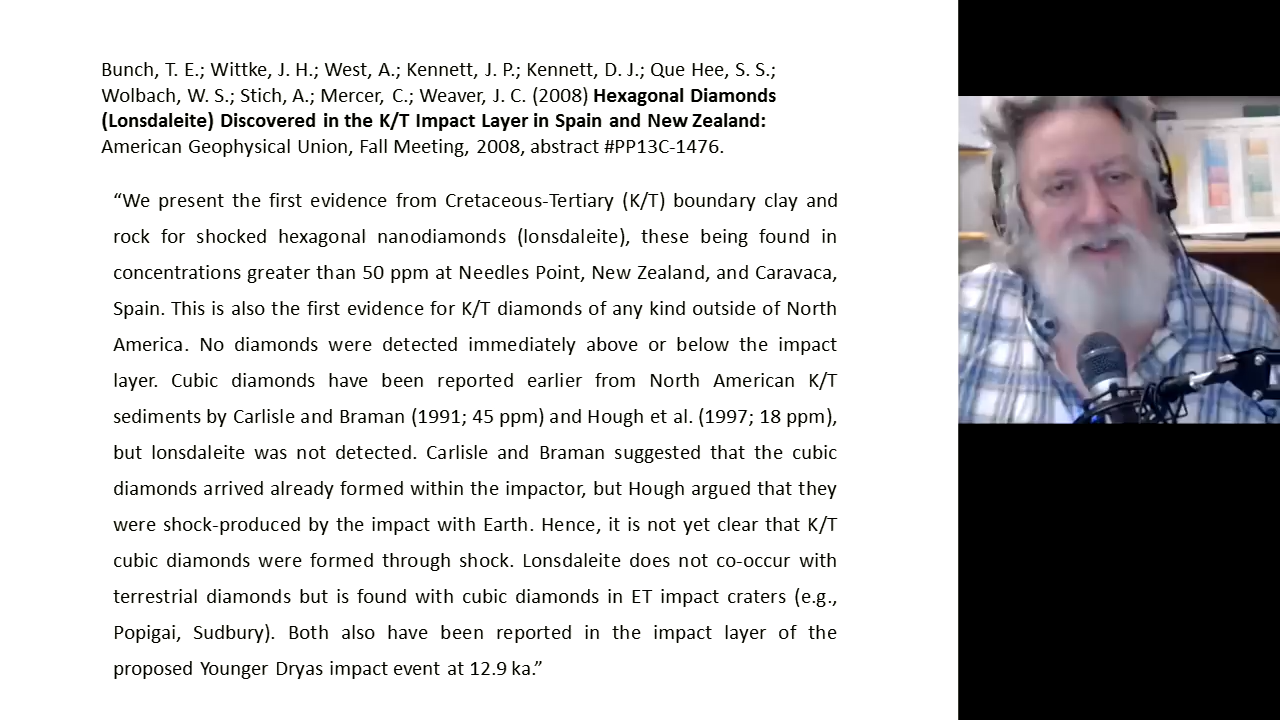 Bunch, T. E.; Wittke, J. H.; West, A.; Kennett, J. P.; Kennett, D. J.; Que Hee, S. S.;
Wolbach, W. S.; Stich, A.; Mercer, C.; Weaver, J. C. (2008) Hexagonal Diamonds
(Lonsdaleite) Discovered in the K/T Impact Layer in Spain and New Zealand:
American Geophysical Union, Fall Meeting, 2008, abstract #PP13C-1476.
“We present the first evidence from Cretaceous-Tertiary (K/T) boundary clay and
rock for shocked hexagonal nanodiamonds (lonsdaleite), these being found in
concentrations greater than 50 ppm at Needles Point, New Zealand, and Caravaca,
Spain. This is also the first evidence for K/T diamonds of any kind outside of North
America. No diamonds were detected immediately above or below the impact
layer. Cubic diamonds have been reported earlier from North American K/T
sediments by Carlisle and Braman (1991; 45 ppm) and Hough et al. (1997; 18 ppm),
but lonsdaleite was not detected. Carlisle and Braman suggested that the cubic
diamonds arrived already formed within the impactor, but Hough argued that they
were shock-produced by the impact with Earth. Hence, it is not yet clear that K/T
cubic diamonds were formed through shock. Lonsdaleite does not co-occur with
terrestrial diamonds but is found with cubic diamonds in ET impact craters (e.g.,
Popigai, Sudbury). Both also have been reported in the impact layer of the
proposed Younger Dryas impact event at 12.9 ka.”